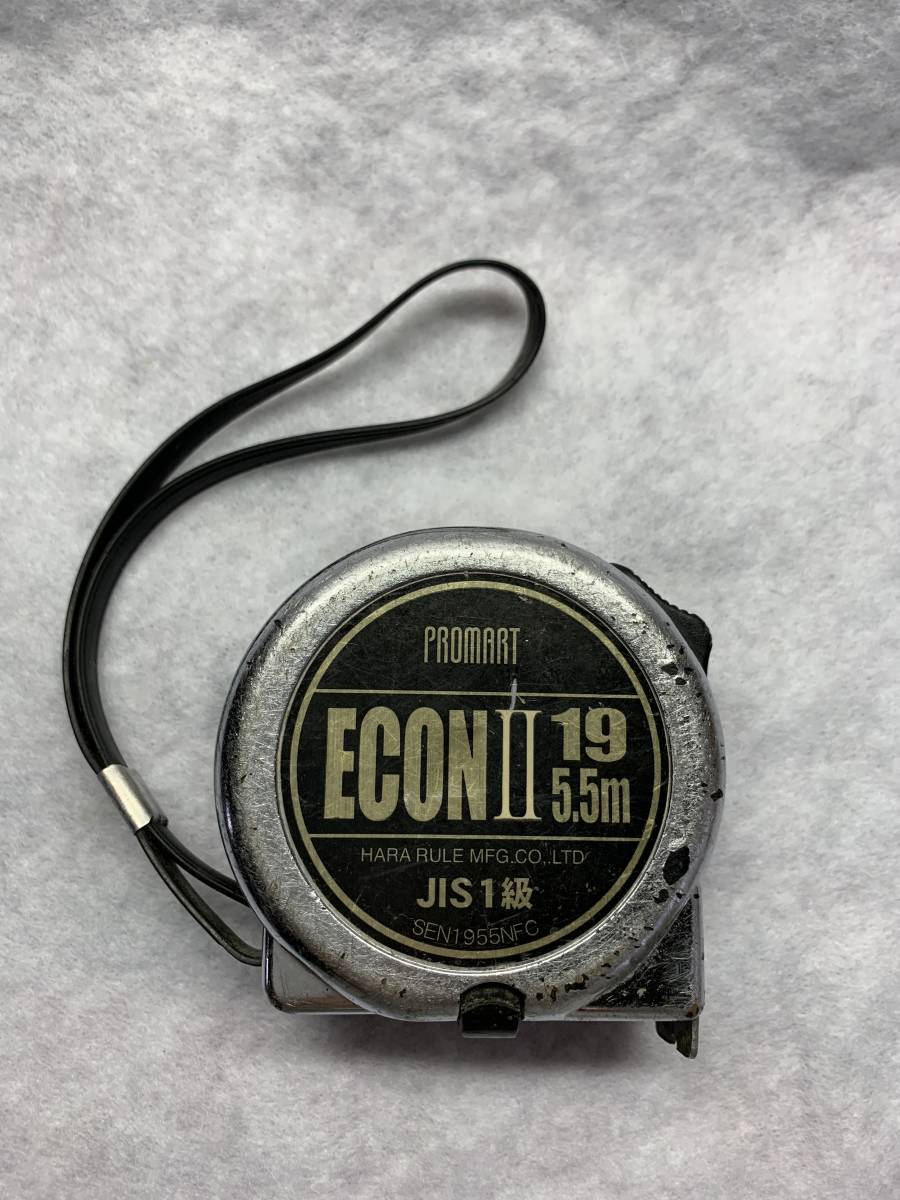 PROMART
ECON II 19
5.5m
HARA RULE MFG.CO.,LTD
JIS 1級
SEN1955NFC